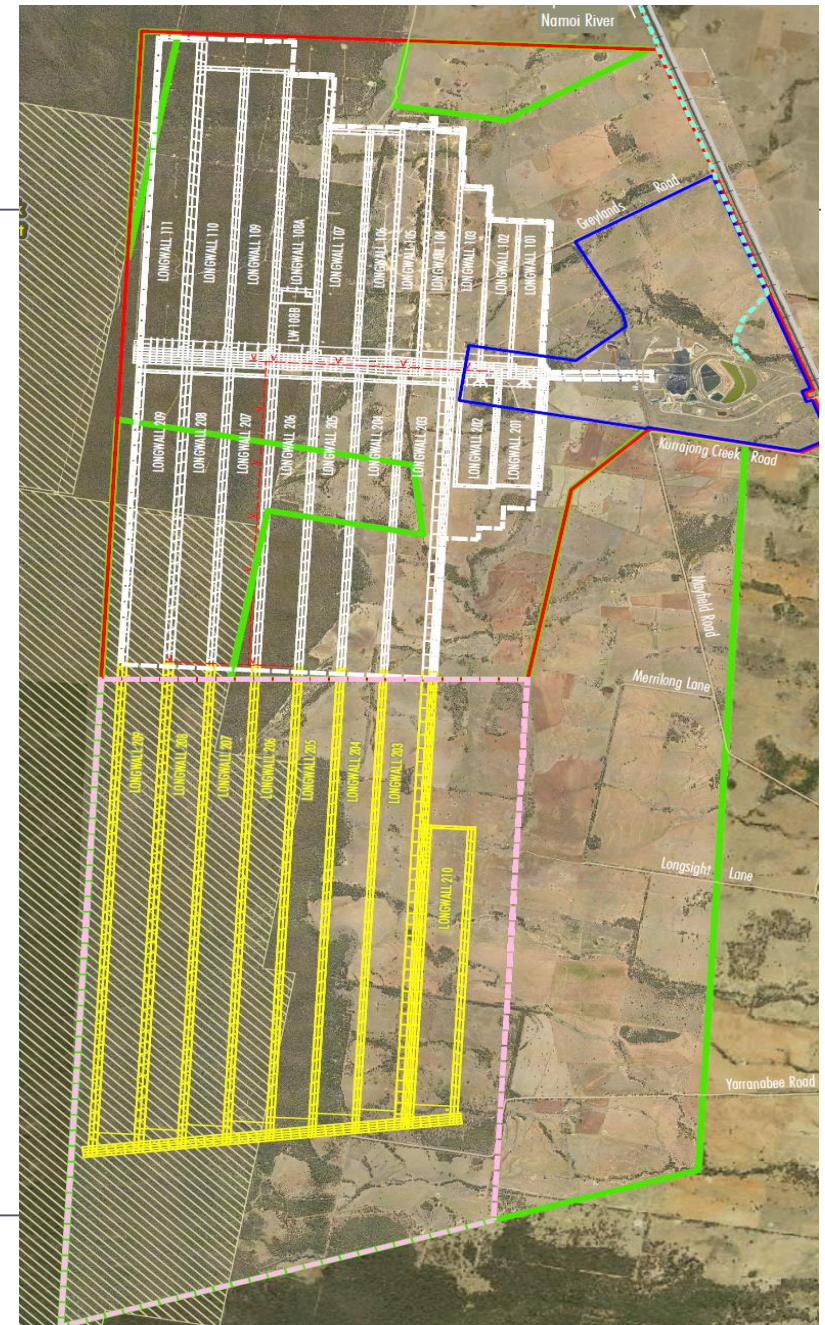 Namoi River
Greylands Road
LONGWALL 111
LONGWALL 110
LONGWALL 109
LONGWALL 108A
LW 108B
LONGWALL 107
LONGWALL 106
LONGWALL 105
LONGWALL 104
LONGWALL 103
LONGWALL 102
LONGWALL 101
LONGWALL 209
LONGWALL 208
LONGWALL 207
LONGWALL 206
LONGWALL 205
LONGWALL 204
LONGWALL 203
LONGWALL 202
LONGWALL 201
Kurrajong Creek Road
Mayfield Road
Merrilong Lane
LONGWALL 209
LONGWALL 208
LONGWALL 207
LONGWALL 206
LONGWALL 205
LONGWALL 204
LONGWALL 203
LONGWALL 210
Longsight Lane
Yarranabee Road